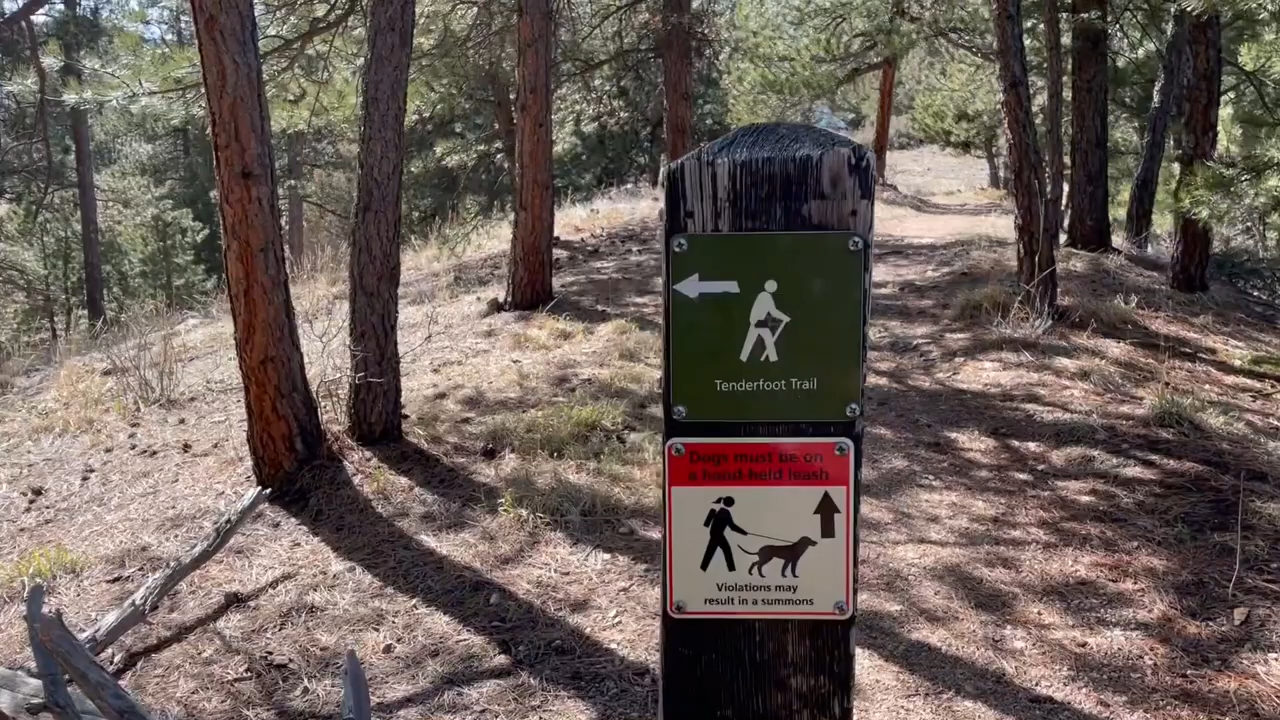 Tenderfoot Trail
Dogs must be on
a hand-held leash
Violations may
result in a summons